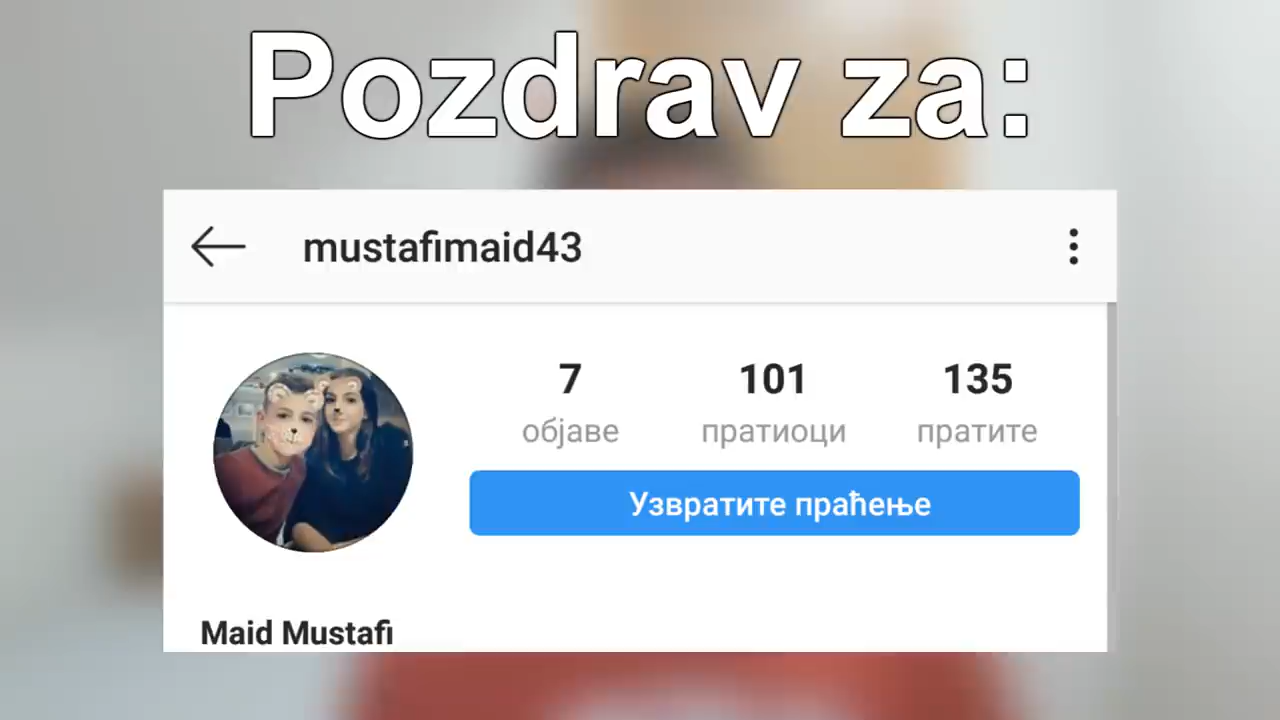 Pozdrav za:
mustafimaid43
7 101 135
објаве пратиоци пратите
Узвратите праћење
Maid Mustafi